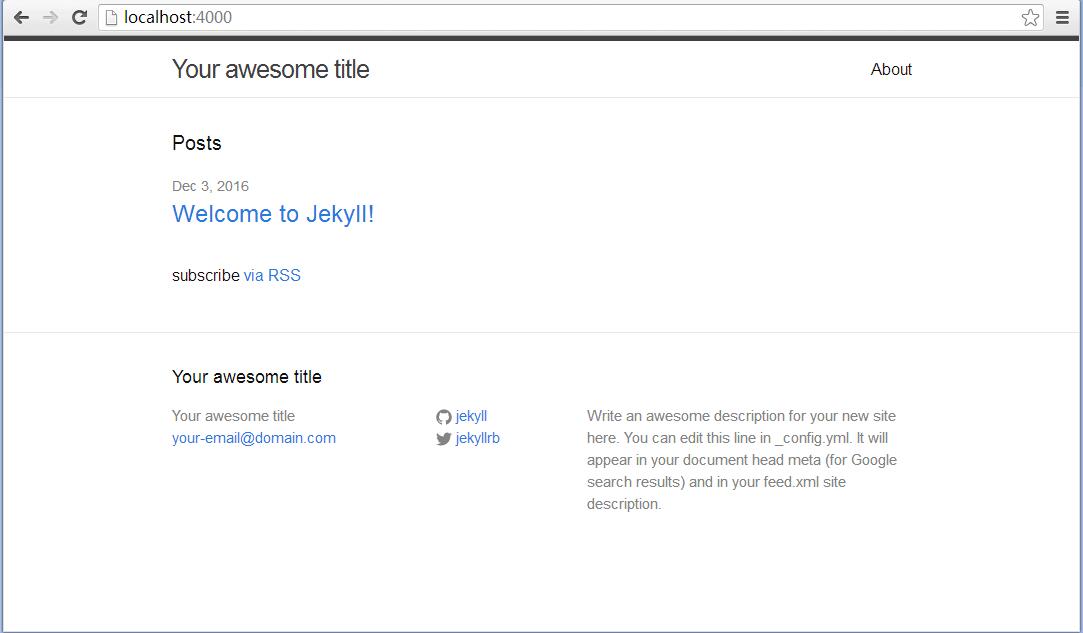 localhost:4000
Your awesome title
About
Posts
Dec 3, 2016
Welcome to Jekyll!
subscribe via RSS
Your awesome title
Your awesome title
your-email@domain.com
jekyll
jekyllrb
Write an awesome description for your new site
here. You can edit this line in _config.yml. It will
appear in your document head meta (for Google
search results) and in your feed.xml site
description.